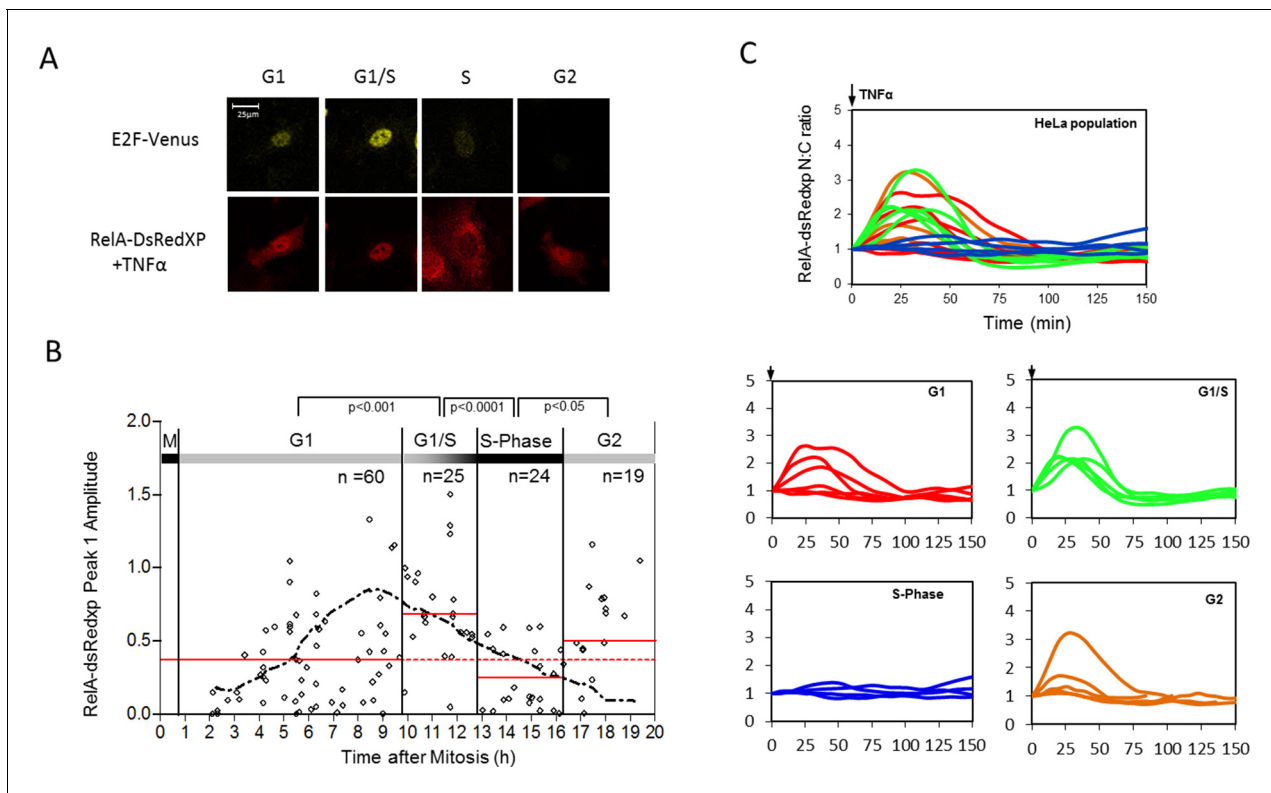 A
G1 G1/S S G2
25µm
E2F-Venus
RelA-DsRedXP
+TNFα
B
p<0.001 p<0.0001 p<0.05
M G1 G1/S S-Phase G2
n =60 n=25 n=24 n=19
RelA-dsRedxp Peak 1 Amplitude
2.0
1.5
1.0
0.5
0.0
0 1 2 3 4 5 6 7 8 9 10 11 12 13 14 15 16 17 18 19 20
Time after Mitosis (h)
C
TNFα
HeLa population
RelA-dsRedxp N:C ratio
5
4
3
2
1
0
0 25 50 75 100 125 150
Time (min)
G1
5
4
3
2
1
0
0 25 50 75 100 125 150
G1/S
5
4
3
2
1
0
0 25 50 75 100 125 150
S-Phase
5
4
3
2
1
0
0 25 50 75 100 125 150
G2
5
4
3
2
1
0
0 25 50 75 100 125 150